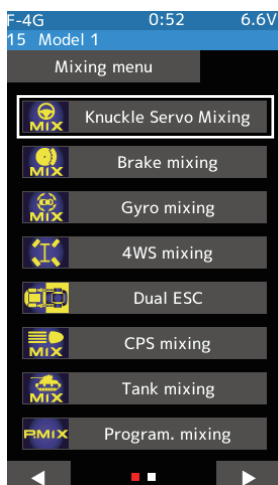 F-4G 0:52 6.6V
15 Model 1
Mixing menu
MIX Knuckle Servo Mixing
MIX Brake mixing
MIX Gyro mixing
4WS mixing
Dual ESC
MIX CPS mixing
MIX Tank mixing
PMIX Program. mixing